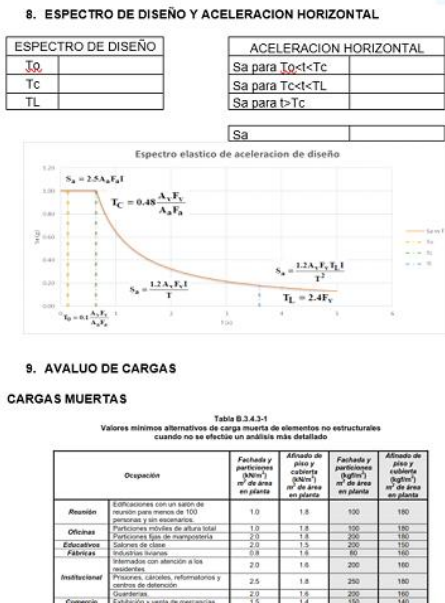 8. ESPECTRO DE DISEÑO Y ACELERACION HORIZONTAL
ESPECTRO DE DISEÑO
To
Tc
TL
ACELERACION HORIZONTAL
Sa para To<t<Tc
Sa para Tc<t<TL
Sa para t>Tc
Sa
Espectro elastico de aceleracion de diseño
Sa = 2.5AaFaI
TC = 0.48 AvFv / AaFa
Sa = 1.2AvFvI / T
Sa = 1.2AvFvTLI / T²
TL = 2.4Fv
T0 = 0.1 AvFv / AaFa
9. AVALUO DE CARGAS
CARGAS MUERTAS
Tabla B.3.4.3-1
Valores mínimos alternativos de carga muerta de elementos no estructurales
cuando no se efectúe un análisis más detallado
Ocupación
Fachada y particiones (kN/m²) m² de área en planta
Afinado de piso y cubierta (kN/m²) m² de área en planta
Fachada y particiones (kgf/m²) m² de área en planta
Afinado de piso y cubierta (kgf/m²) m² de área en planta
Reunión
Edificaciones con un salón de reunión para menos de 100 personas y sin escenarios.
1.0 1.8 100 180
Oficinas
Particiones móviles de altura total 1.0 1.8 100 180
Particiones fijas de mampostería 2.0 1.8 200 180
Educativos Salones de clase 2.0 1.5 200 150
Fábricas Industrias livianas 0.8 1.6 80 160
Institucional
Internados con atención a los residentes 2.0 1.6 200 160
Prisiones, cárceles, reformatorios y centros de detención 2.5 1.8 250 180
Guarderías 2.0 1.6 200 160
Comercio Exhibición y venta de mercancías 1.5 1.4 150 140